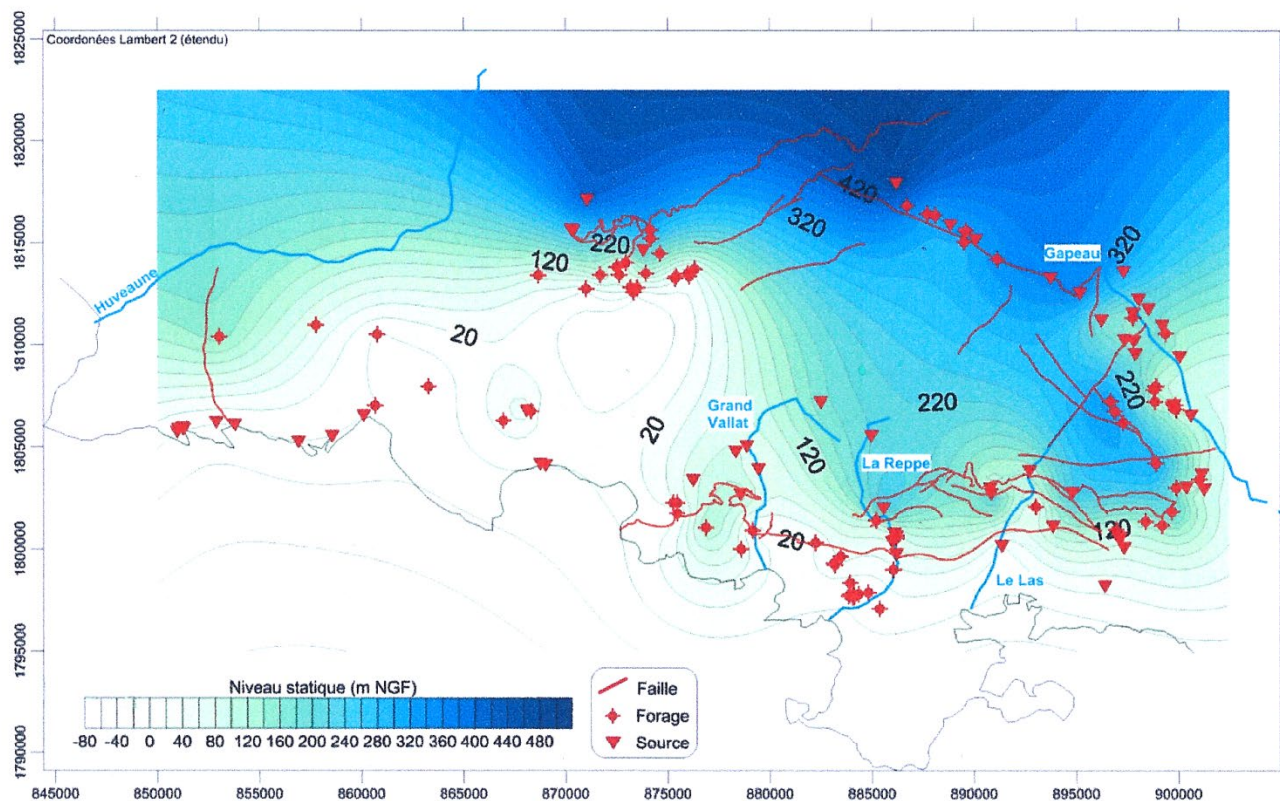 Coordonées Lambert 2 (étendu)
1825000
1820000
1815000
1810000
1805000
1800000
1795000
1790000
420
320
220
120
Gapeau
320
Huveaune
20
220
220
Grand
Vallat
20
120
La Reppe
20
120
Le Las
Niveau statique (m NGF)
-80 -40 0 40 80 120 160 200 240 280 320 360 400 440 480
Faille
Forage
Source
845000 850000 855000 860000 865000 870000 875000 880000 885000 890000 895000 900000